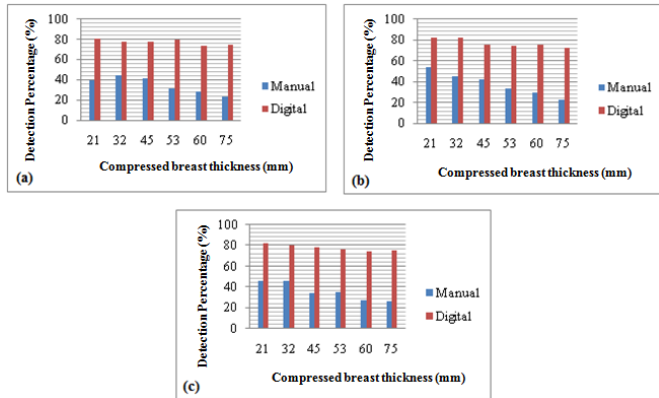 100
80
60
40
20
0
Detection Percentage (%)
21 32 45 53 60 75
Compressed breast thickness (mm)
Manual
Digital
(a)
100
80
60
40
20
0
Detection Percentage (%)
21 32 45 53 60 75
Compressed breast thickness (mm)
Manual
Digital
(b)
100
80
60
40
20
0
Detection Percentage (%)
21 32 45 53 60 75
Compressed breast thickness (mm)
Manual
Digital
(c)